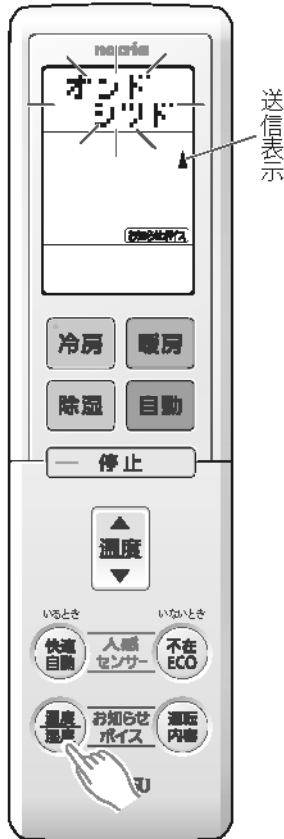 nocria
オンド
シツド
送信表示
お知らせボイス
冷房
暖房
除湿
自動
停止
▲
温度
▼
いるとき
いないとき
快適
自動
人感
センサー
不在
ECO
温度
湿度
お知らせ
ボイス
運転
内容